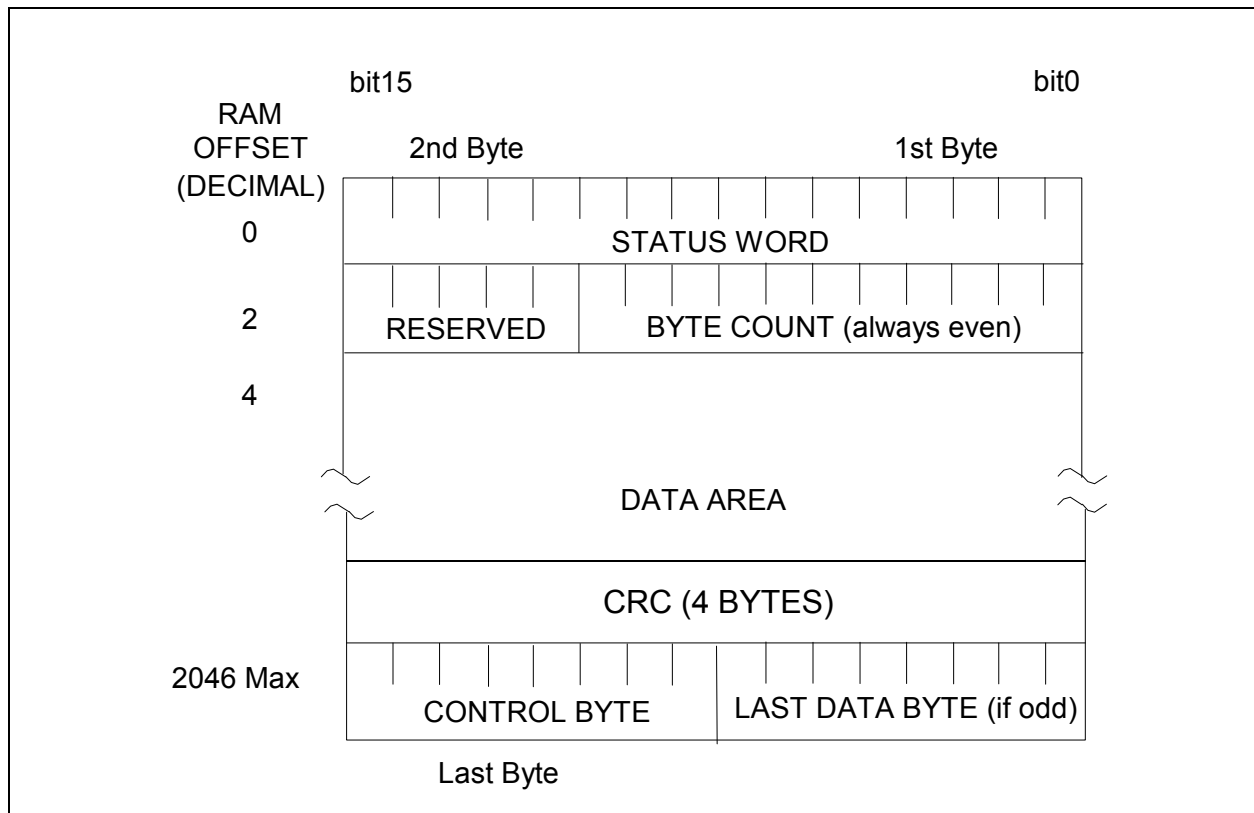 bit15 bit0
RAM
OFFSET
(DECIMAL)
2nd Byte 1st Byte
0 STATUS WORD
2 RESERVED BYTE COUNT (always even)
4
DATA AREA
CRC (4 BYTES)
2046 Max CONTROL BYTE LAST DATA BYTE (if odd)
Last Byte